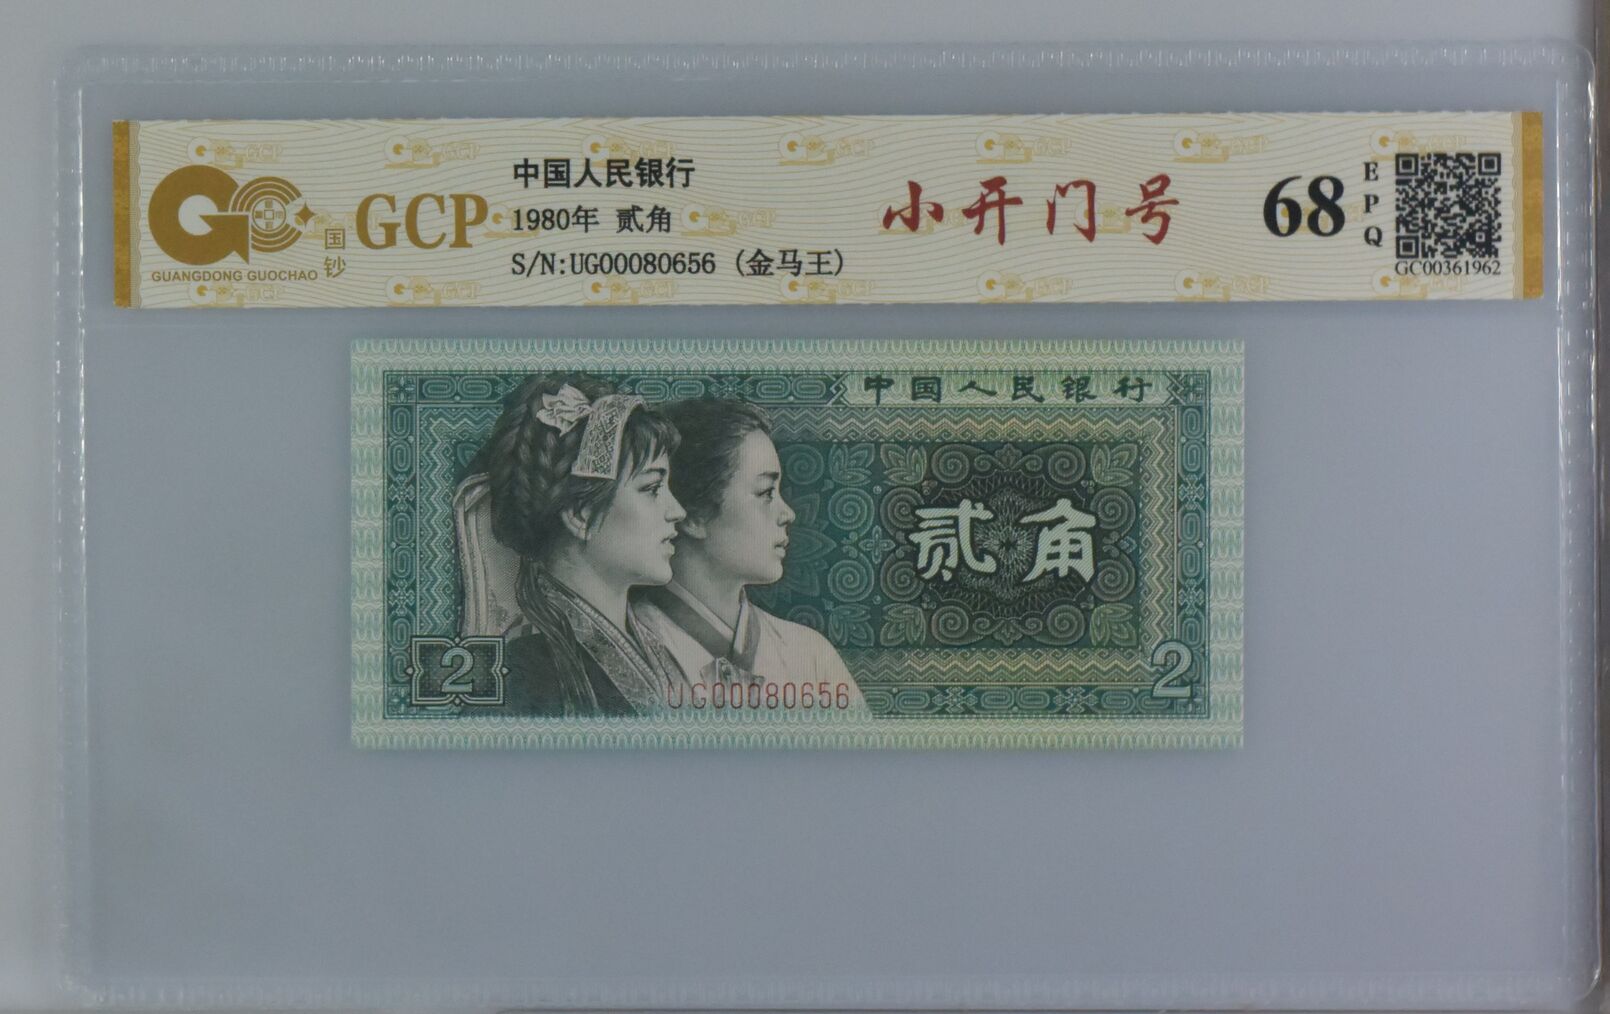 GUANGDONG GUOCHAO
国钞
GCP
中国人民银行
1980年 贰角
S/N:UG00080656 (金马王)
小开门号
68
EPQ
GC00361962
中国人民银行
贰角
2
2
UG00080656